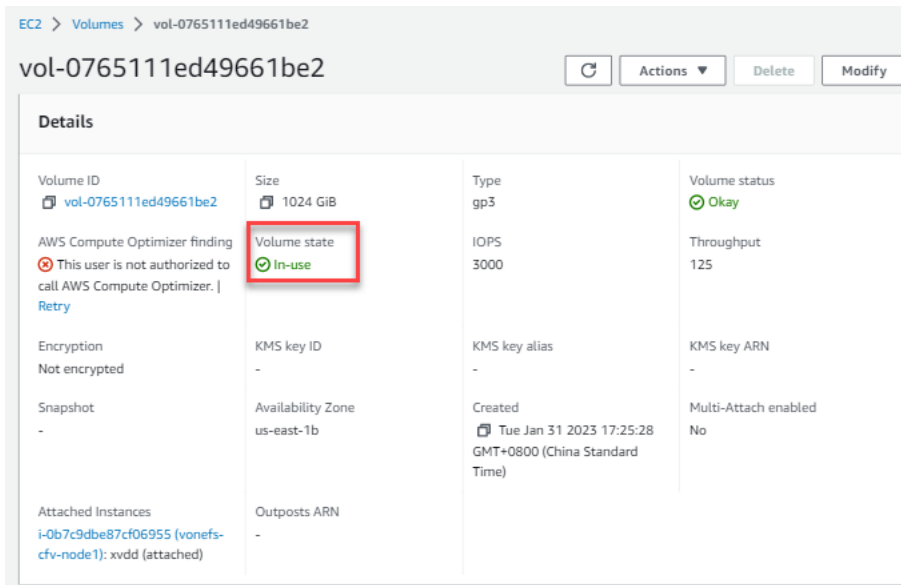 EC2 > Volumes > vol-0765111ed49661be2
vol-0765111ed49661be2
Actions ▼
Delete
Modify
Details
Volume ID
vol-0765111ed49661be2
Size
1024 GiB
Type
gp3
Volume status
Okay
AWS Compute Optimizer finding
This user is not authorized to
call AWS Compute Optimizer. |
Retry
Volume state
In-use
IOPS
3000
Throughput
125
Encryption
Not encrypted
KMS key ID
-
KMS key alias
-
KMS key ARN
-
Snapshot
-
Availability Zone
us-east-1b
Created
Tue Jan 31 2023 17:25:28
GMT+0800 (China Standard
Time)
Multi-Attach enabled
No
Attached Instances
i-0b7c9dbe87cf06955 (vonefs-
cfv-node1): xvdd (attached)
Outposts ARN
-